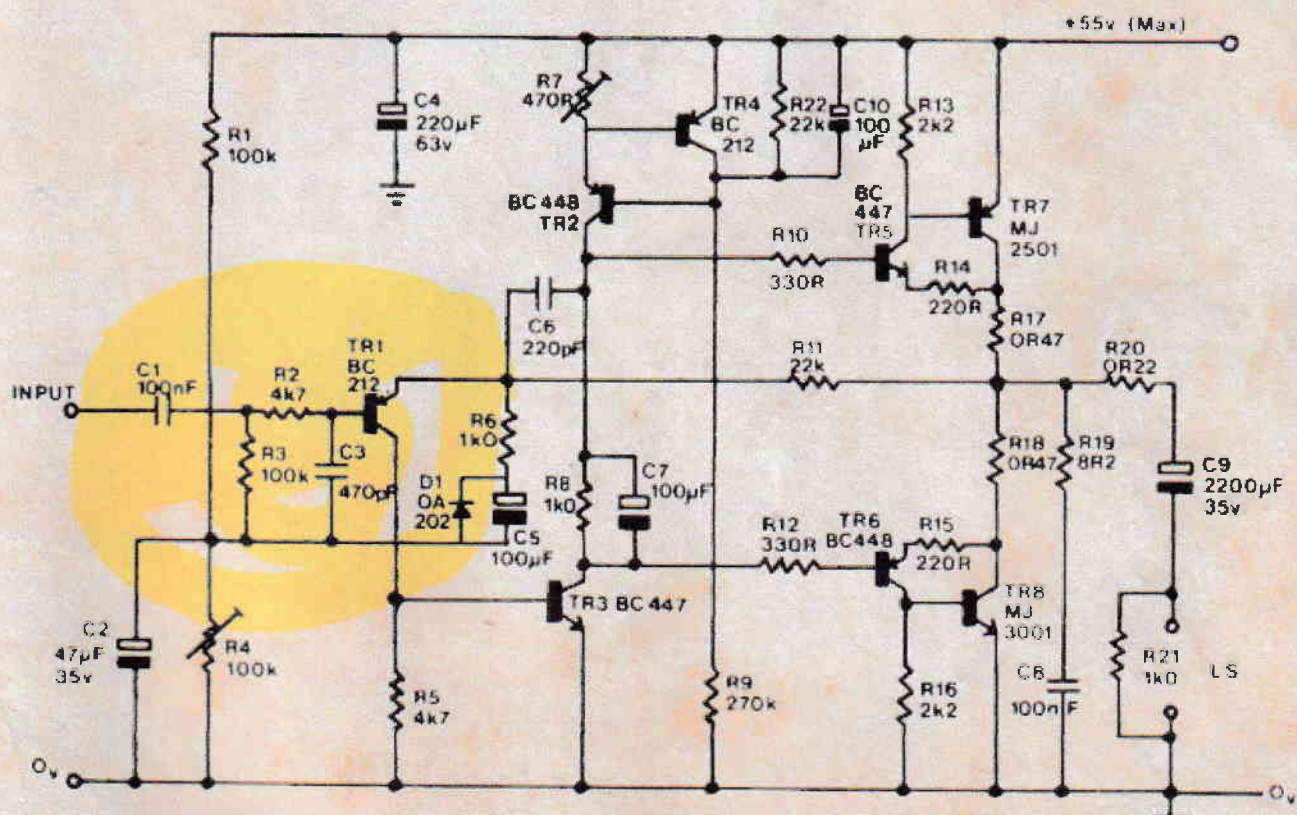 +55v (Max)
R1
100k
C4
220µF
63v
R7
470R
TR4
BC
212
R22
22k
C10
100
µF
R13
2k2
BC 448
TR2
BC
447
TR5
TR7
MJ
2501
R10
330R
R14
220R
R17
0R47
C6
220pF
R11
22k
R20
0R22
INPUT
C1
100nF
R2
4k7
TR1
BC
212
R3
100k
C3
470pF
R6
1k0
D1
OA
202
C5
100µF
R8
1k0
C7
100µF
R18
0R47
R19
8R2
C9
2200µF
35v
R12
330R
TR6
BC448
R15
220R
TR3 BC 447
TR8
MJ
3001
C2
47µF
35v
R4
100k
R5
4k7
R9
270k
R16
2k2
C8
100nF
R21
1k0
LS
0v
0v